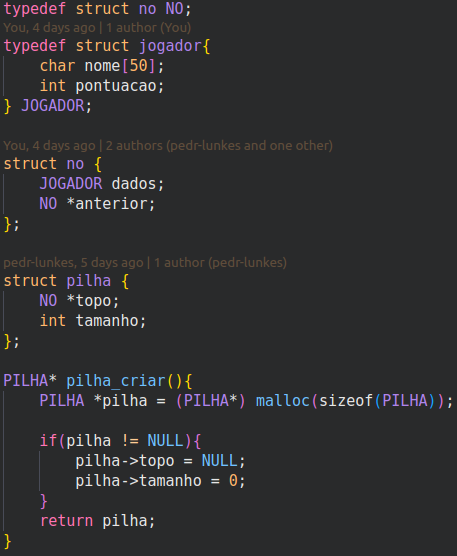 typedef struct no NO;
You, 4 days ago | 1 author (You)
typedef struct jogador{
    char nome[50];
    int pontuacao;
} JOGADOR;

You, 4 days ago | 2 authors (pedr-lunkes and one other)
struct no {
    JOGADOR dados;
    NO *anterior;
};

pedr-lunkes, 5 days ago | 1 author (pedr-lunkes)
struct pilha {
    NO *topo;
    int tamanho;
};

PILHA* pilha_criar(){
    PILHA *pilha = (PILHA*) malloc(sizeof(PILHA));

    if(pilha != NULL){
        pilha->topo = NULL;
        pilha->tamanho = 0;
    }
    return pilha;
}